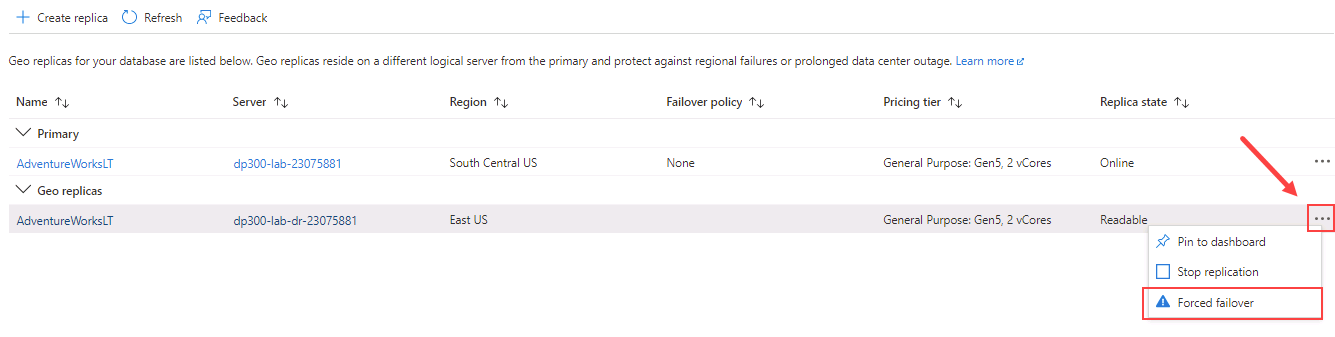 Create replica Refresh Feedback
Geo replicas for your database are listed below. Geo replicas reside on a different logical server from the primary and protect against regional failures or prolonged data center outage. Learn more
Name Server Region Failover policy Pricing tier Replica state
Primary
AdventureWorksLT dp300-lab-23075881 South Central US None General Purpose: Gen5, 2 vCores Online
Geo replicas
AdventureWorksLT dp300-lab-dr-23075881 East US General Purpose: Gen5, 2 vCores Readable
Pin to dashboard
Stop replication
Forced failover